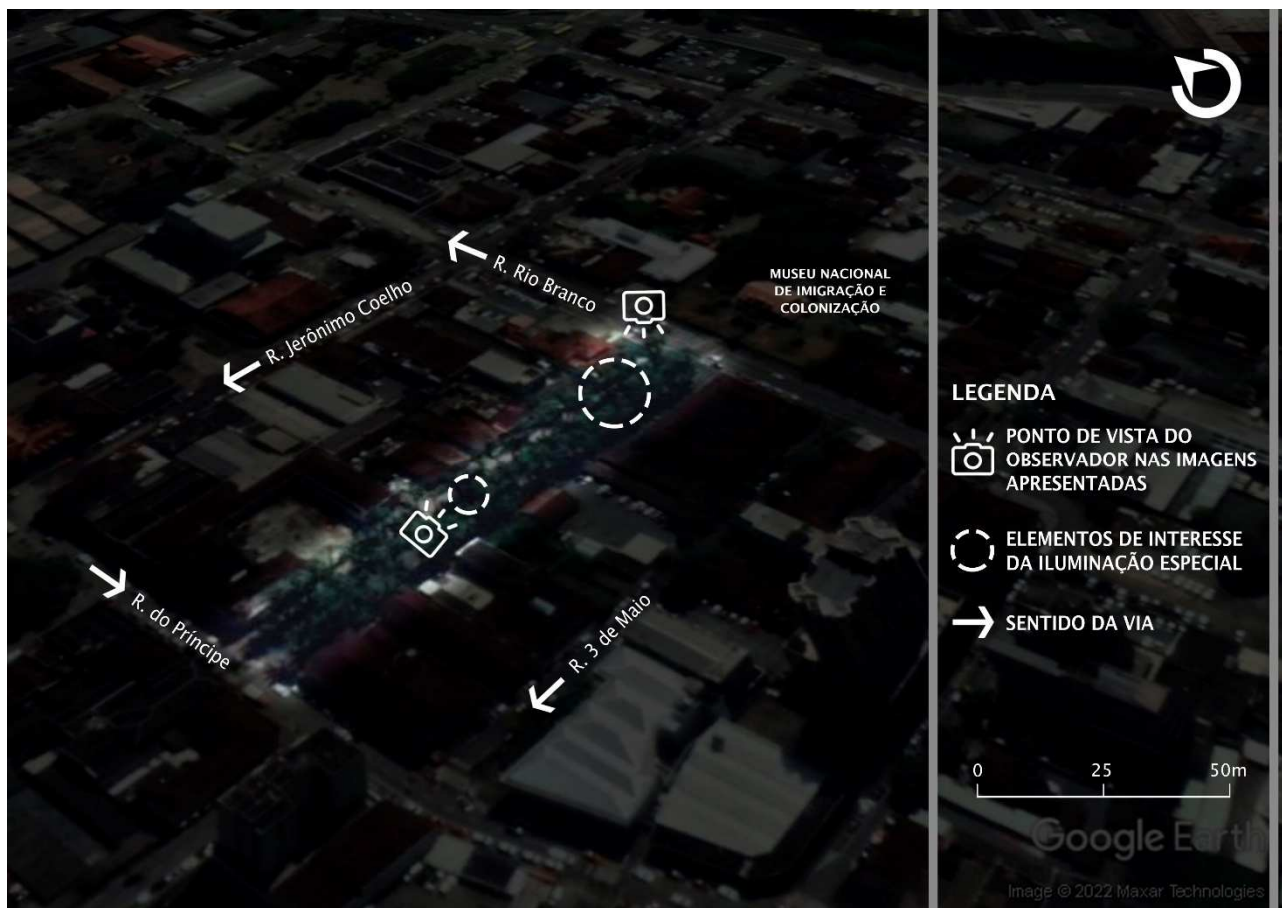 R. Rio Branco
MUSEU NACIONAL
DE IMIGRAÇÃO E
COLONIZAÇÃO
R. Jerônimo Coelho
R. do Príncipe
R. 3 de Maio
LEGENDA
PONTO DE VISTA DO
OBSERVADOR NAS IMAGENS
APRESENTADAS
ELEMENTOS DE INTERESSE
DA ILUMINAÇÃO ESPECIAL
SENTIDO DA VIA
0 25 50m
Google Earth
Image © 2022 Maxar Technologies